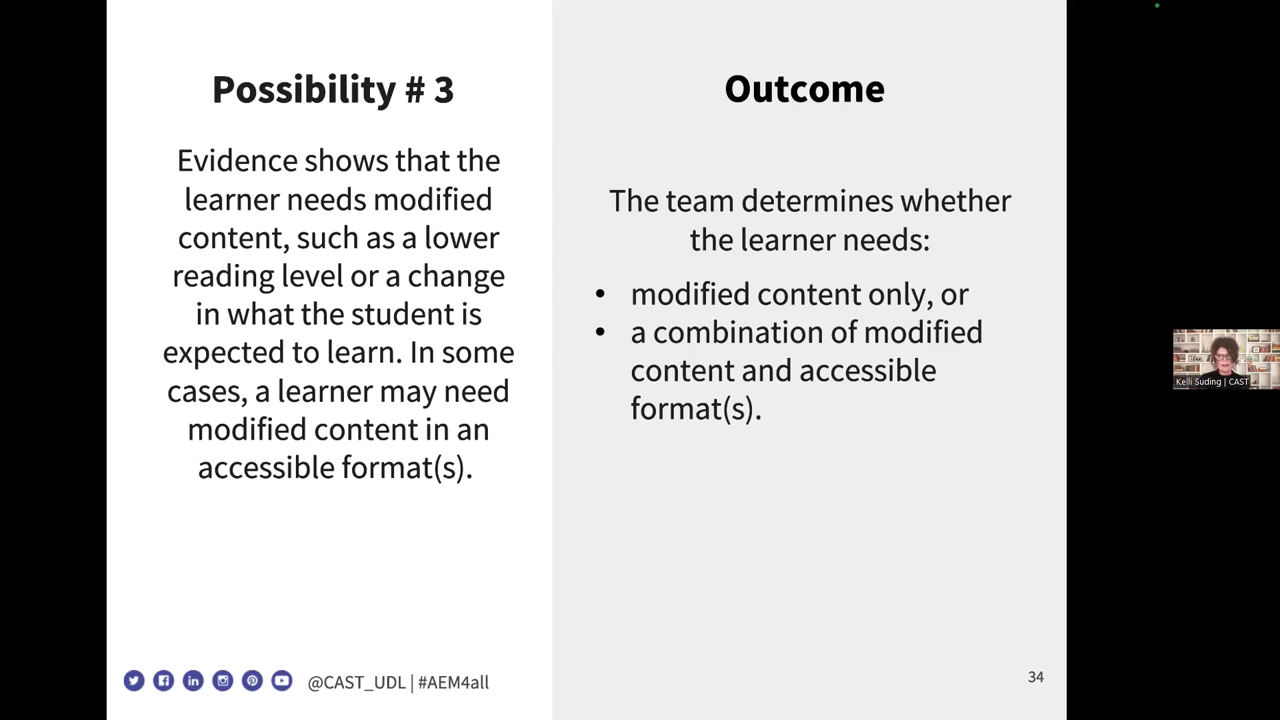 Possibility # 3
Evidence shows that the
learner needs modified
content, such as a lower
reading level or a change
in what the student is
expected to learn. In some
cases, a learner may need
modified content in an
accessible format(s).
Outcome
The team determines whether
the learner needs:
• modified content only, or
• a combination of modified
content and accessible
format(s).
@CAST_UDL | #AEM4all
34
Kelli Suding | CAST